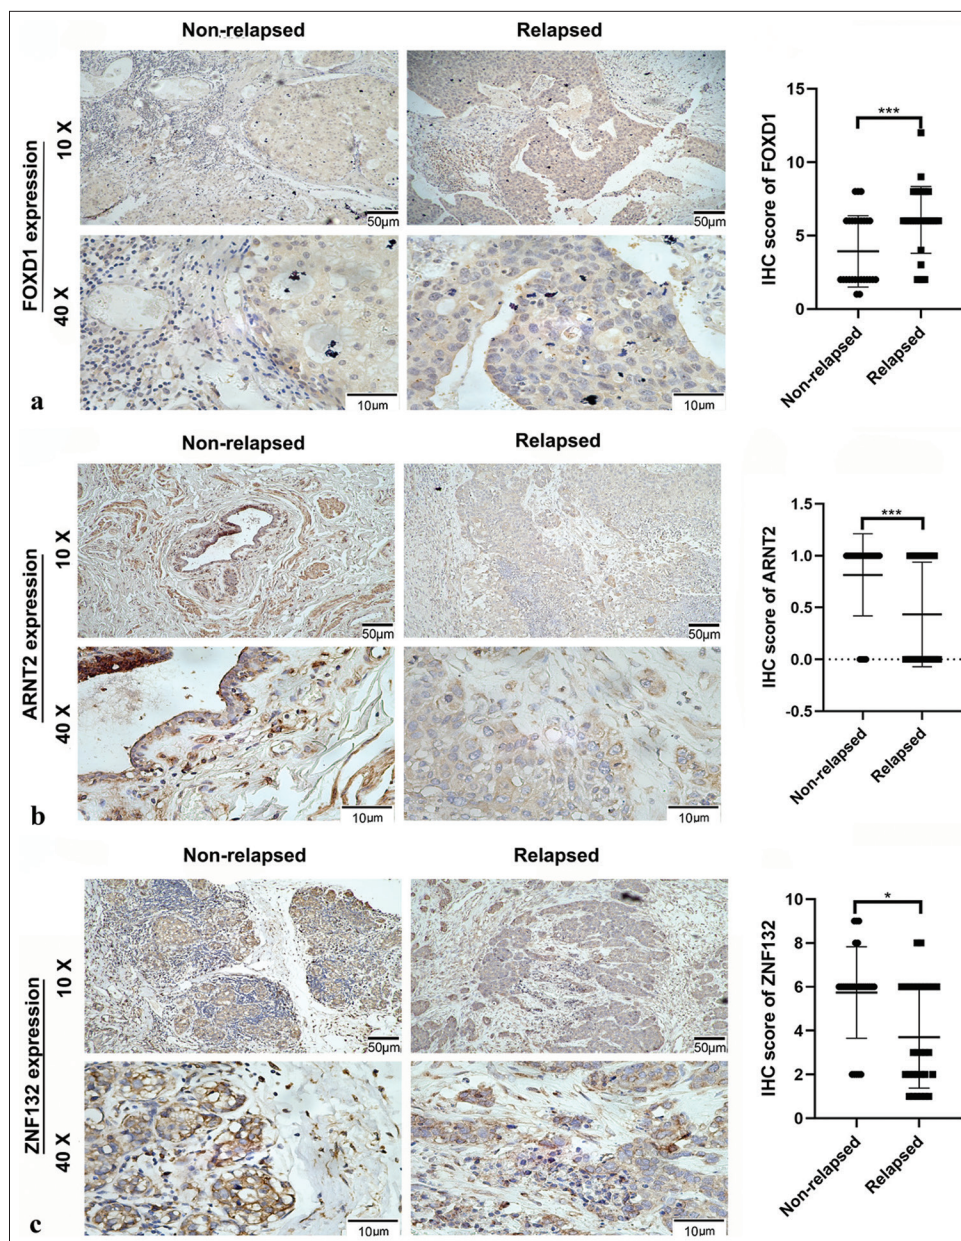 Non-relapsed Relapsed
FOXD1 expression
10 X
50µm 50µm
40 X
10µm 10µm
a
IHC score of FOXD1
15
10
5
0
***
Non-relapsed Relapsed
Non-relapsed Relapsed
ARNT2 expression
10 X
50µm 50µm
40 X
10µm 10µm
b
IHC score of ARNT2
1.5
1.0
0.5
0.0
-0.5
***
Non-relapsed Relapsed
Non-relapsed Relapsed
ZNF132 expression
10 X
50µm 50µm
40 X
10µm 10µm
c
IHC score of ZNF132
10
8
6
4
2
0
*
Non-relapsed Relapsed